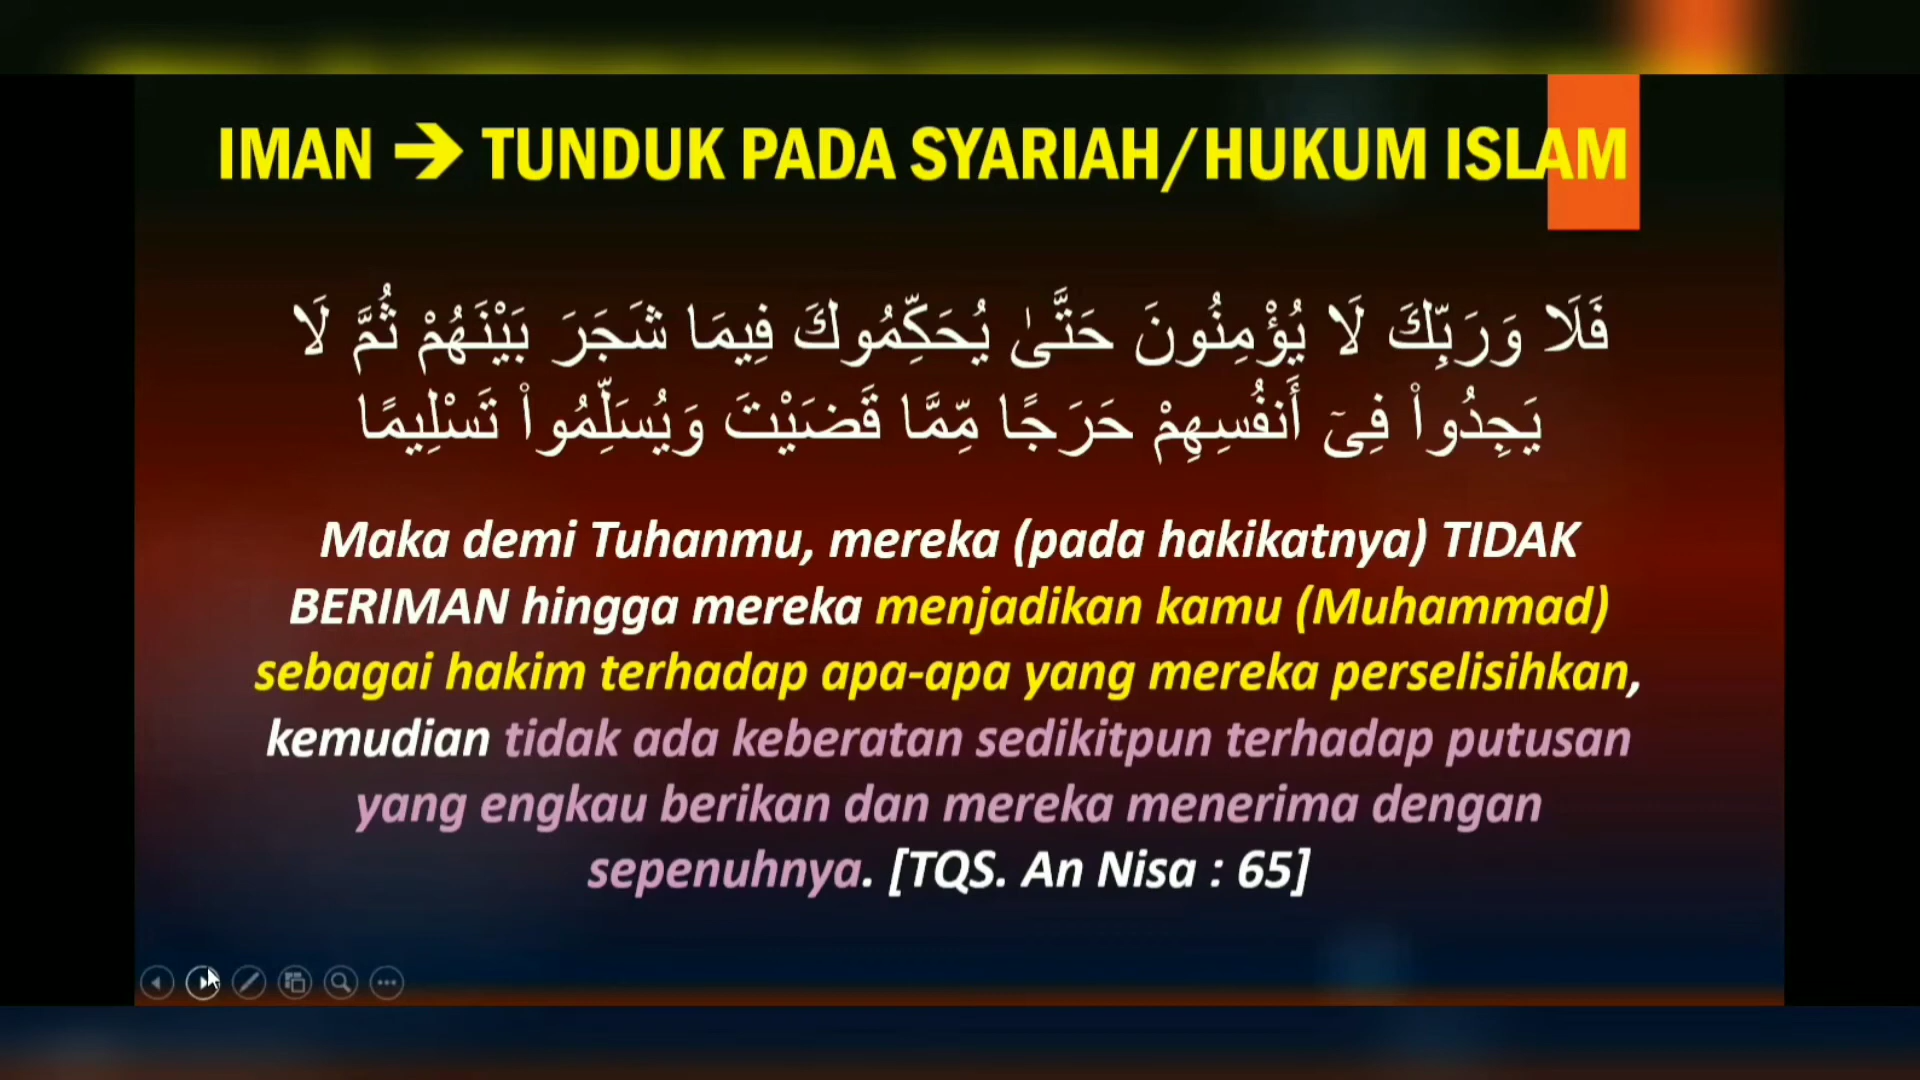 IMAN ➔ TUNDUK PADA SYARIAH/HUKUM ISLAM
فَلَا وَرَبِّكَ لَا يُؤْمِنُونَ حَتَّىٰ يُحَكِّمُوكَ فِيمَا شَجَرَ بَيْنَهُمْ ثُمَّ لَا
يَجِدُوا۟ فِىٓ أَنفُسِهِمْ حَرَجًا مِّمَّا قَضَيْتَ وَيُسَلِّمُوا۟ تَسْلِيمًا
Maka demi Tuhanmu, mereka (pada hakikatnya) TIDAK
BERIMAN hingga mereka menjadikan kamu (Muhammad)
sebagai hakim terhadap apa-apa yang mereka perselisihkan,
kemudian tidak ada keberatan sedikitpun terhadap putusan
yang engkau berikan dan mereka menerima dengan
sepenuhnya. [TQS. An Nisa : 65]